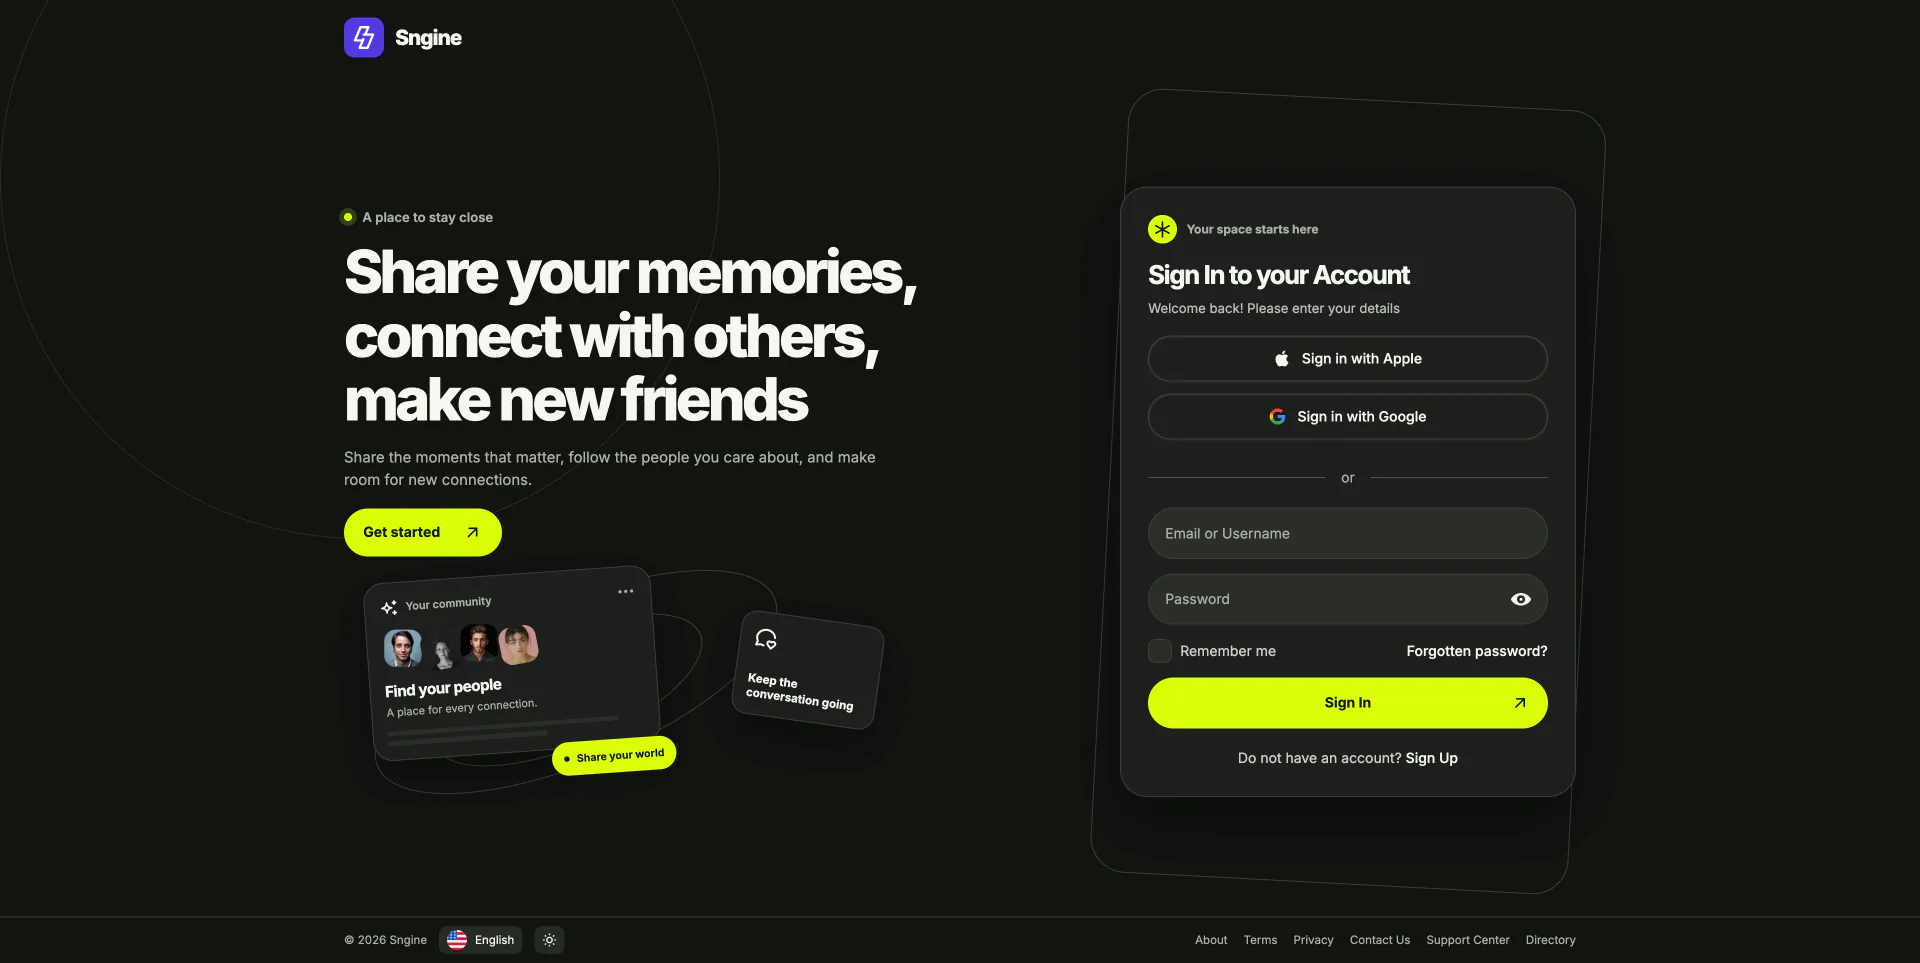 Sngine
A place to stay close
Share your memories,
connect with others,
make new friends
Share the moments that matter, follow the people you care about, and make
room for new connections.
Get started
Your community
Find your people
A place for every connection.
Share your world
Keep the
conversation going
Your space starts here
Sign In to your Account
Welcome back! Please enter your details
Sign in with Apple
Sign in with Google
or
Email or Username
Password
Remember me
Forgotten password?
Sign In
Do not have an account? Sign Up
© 2026 Sngine
English
About
Terms
Privacy
Contact Us
Support Center
Directory